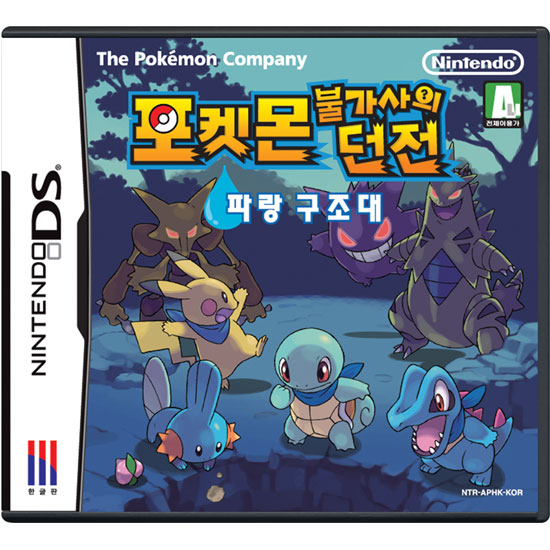 The Pokémon Company
Nintendo®
포켓몬
불가사의
던전
파랑 구조대
ALL
전체이용가
NINTENDO DS®
한글판
NTR-APHK-KOR